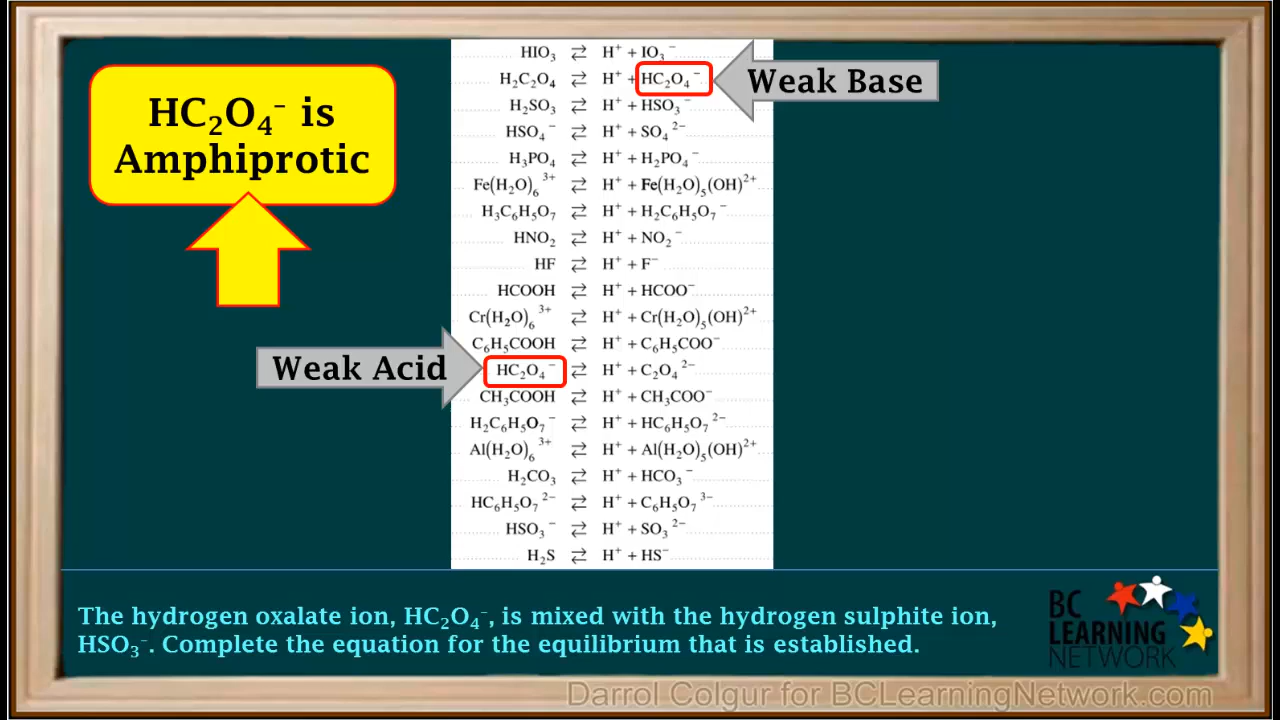 HC₂O₄⁻ is
Amphiprotic
Weak Base
Weak Acid
HIO₃ ⇄ H⁺ + IO₃⁻
H₂C₂O₄ ⇄ H⁺ + HC₂O₄⁻
H₂SO₃ ⇄ H⁺ + HSO₃⁻
HSO₄⁻ ⇄ H⁺ + SO₄²⁻
H₃PO₄ ⇄ H⁺ + H₂PO₄⁻
Fe(H₂O)₆³⁺ ⇄ H⁺ + Fe(H₂O)₅(OH)²⁺
H₃C₆H₅O₇ ⇄ H⁺ + H₂C₆H₅O₇⁻
HNO₂ ⇄ H⁺ + NO₂⁻
HF ⇄ H⁺ + F⁻
HCOOH ⇄ H⁺ + HCOO⁻
Cr(H₂O)₆³⁺ ⇄ H⁺ + Cr(H₂O)₅(OH)²⁺
C₆H₅COOH ⇄ H⁺ + C₆H₅COO⁻
HC₂O₄⁻ ⇄ H⁺ + C₂O₄²⁻
CH₃COOH ⇄ H⁺ + CH₃COO⁻
H₂C₆H₅O₇⁻ ⇄ H⁺ + HC₆H₅O₇²⁻
Al(H₂O)₆³⁺ ⇄ H⁺ + Al(H₂O)₅(OH)²⁺
H₂CO₃ ⇄ H⁺ + HCO₃⁻
HC₆H₅O₇²⁻ ⇄ H⁺ + C₆H₅O₇³⁻
HSO₃⁻ ⇄ H⁺ + SO₃²⁻
H₂S ⇄ H⁺ + HS⁻
The hydrogen oxalate ion, HC₂O₄⁻, is mixed with the hydrogen sulphite ion,
HSO₃⁻. Complete the equation for the equilibrium that is established.
BC
LEARNING
NETWORK
Darrol Colgur for BCLearningNetwork.com